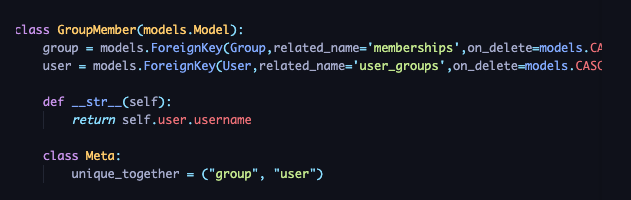 class GroupMember(models.Model):
    group = models.ForeignKey(Group,related_name='memberships',on_delete=models.CA
    user = models.ForeignKey(User,related_name='user_groups',on_delete=models.CASC
    def __str__(self):
        return self.user.username
    class Meta:
        unique_together = ("group", "user")